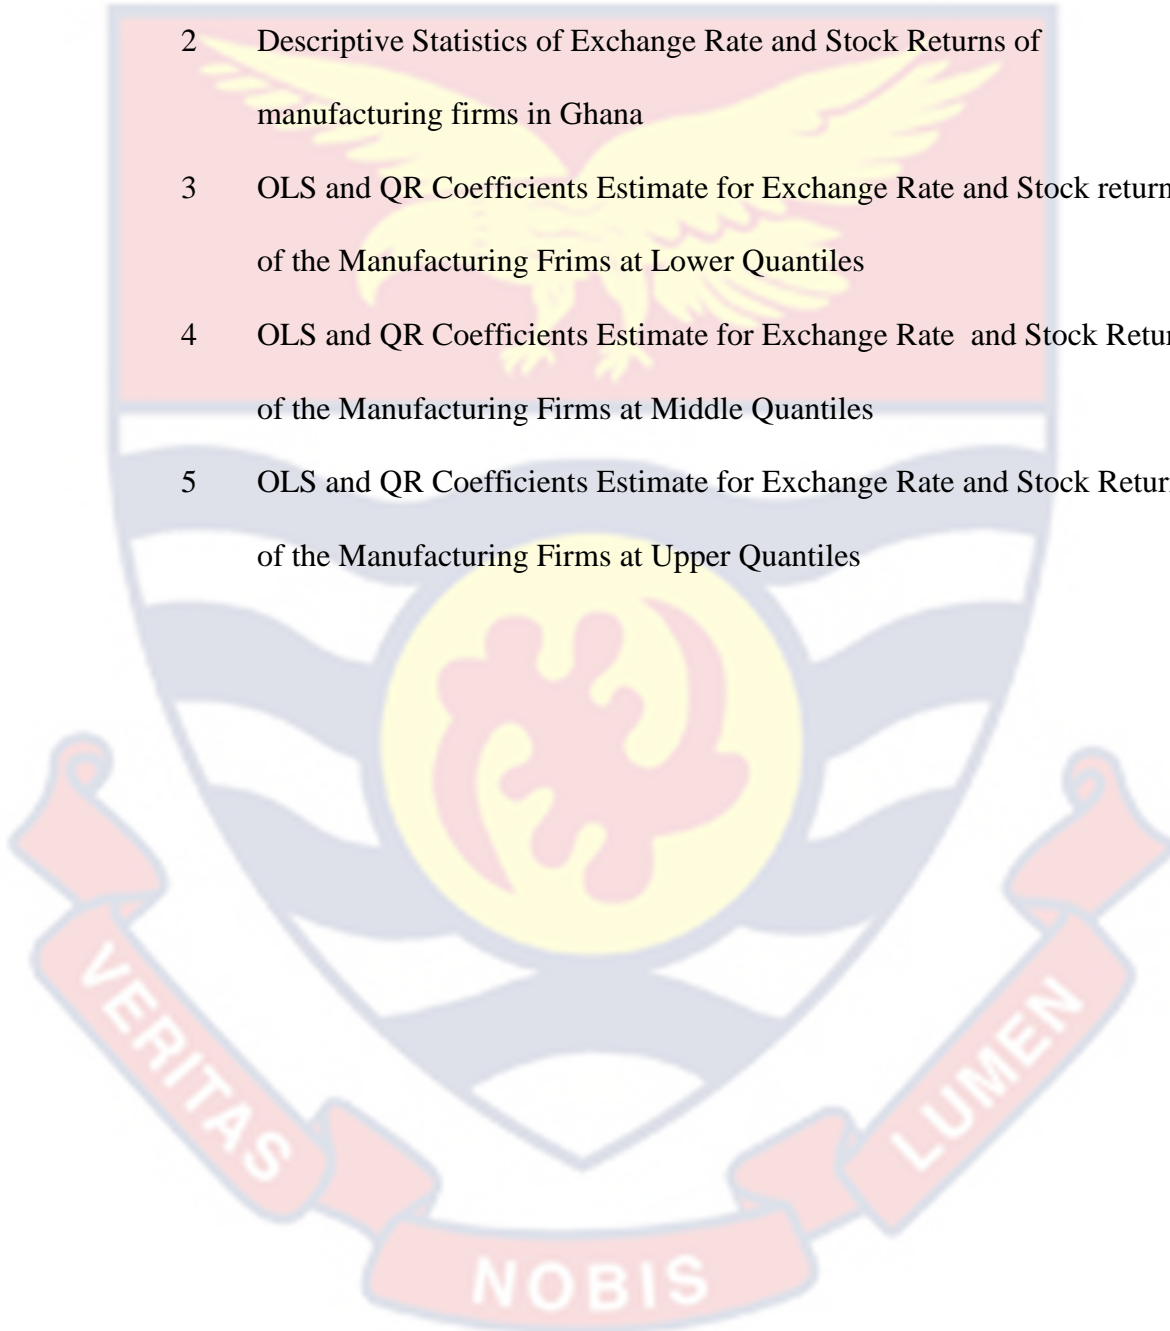 2 Descriptive Statistics of Exchange Rate and Stock Returns of
manufacturing firms in Ghana
3 OLS and QR Coefficients Estimate for Exchange Rate and Stock return
of the Manufacturing Frims at Lower Quantiles
4 OLS and QR Coefficients Estimate for Exchange Rate and Stock Retu
of the Manufacturing Firms at Middle Quantiles
5 OLS and QR Coefficients Estimate for Exchange Rate and Stock Retur
of the Manufacturing Firms at Upper Quantiles
VERITAS
NOBIS
LUMEN